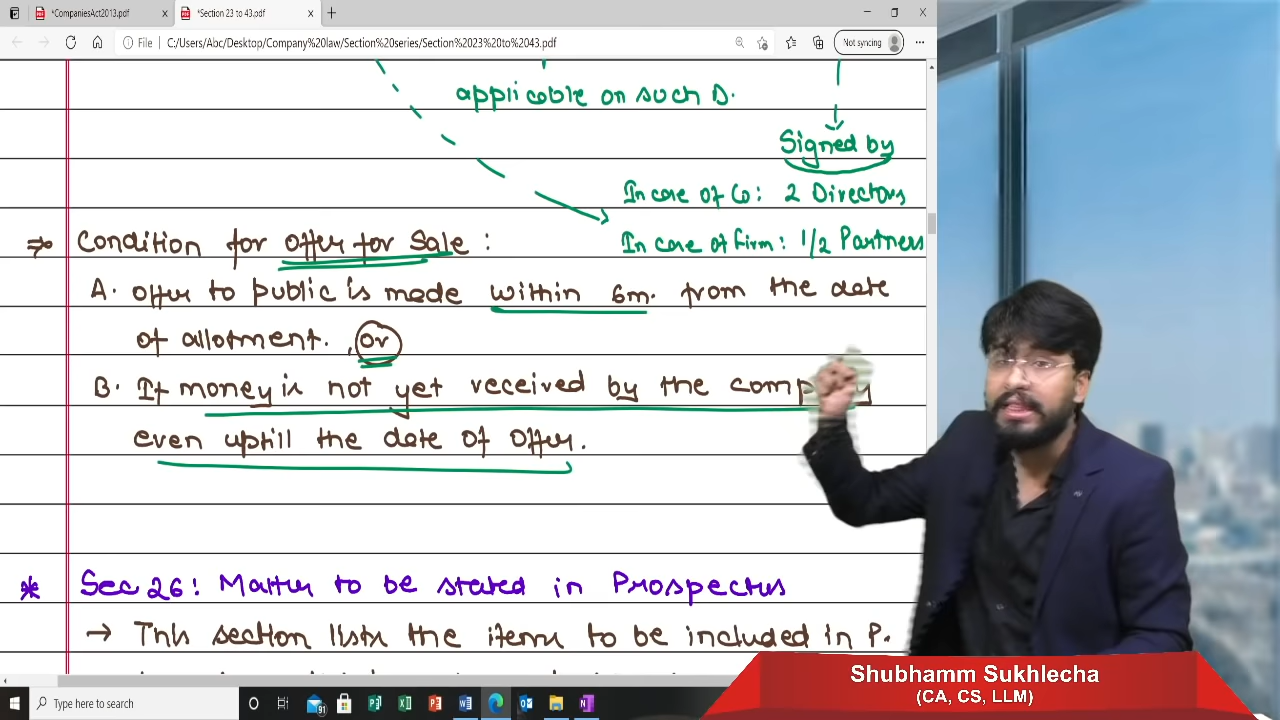 *CompaniesAct2013.pdf
*Section 23 to 43.pdf
File
C:/Users/Abc/Desktop/Company%20law/Section%20series/Section%2023%20to%2043.pdf
Not syncing
applicable on such D.
Signed by
In case of Co: 2 Directors
In case of Firm: 1/2 Partners
⇒ Condition for offer for Sale :
A. offer to public is made within 6m. from the date
of allotment. , or
B. If money is not yet received by the company
even uptill the date of offer.
* Sec 26: Matter to be stated in Prospectus
→ This section lists the items to be included in P.
Shubhamm Sukhlecha
(CA, CS, LLM)
Type here to search
91